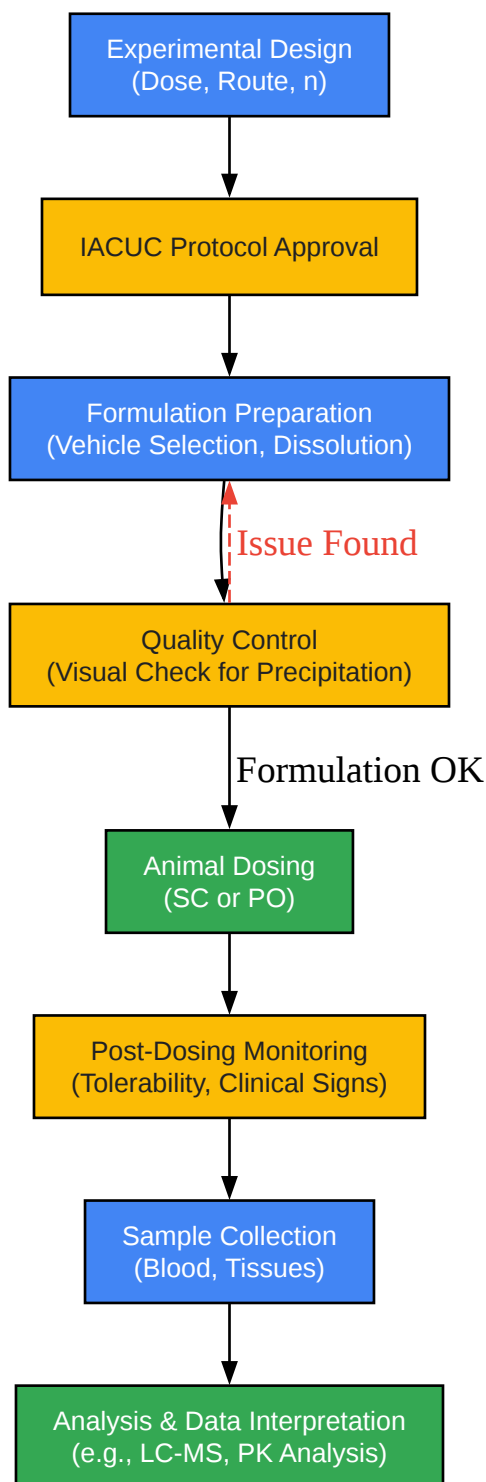 Experimental Design
(Dose, Route, n)
IACUC Protocol Approval
Formulation Preparation
(Vehicle Selection, Dissolution)
Issue Found
Quality Control
(Visual Check for Precipitation)
Formulation OK
Animal Dosing
(SC or PO)
Post-Dosing Monitoring
(Tolerability, Clinical Signs)
Sample Collection
(Blood, Tissues)
Analysis & Data Interpretation
(e.g., LC-MS, PK Analysis)